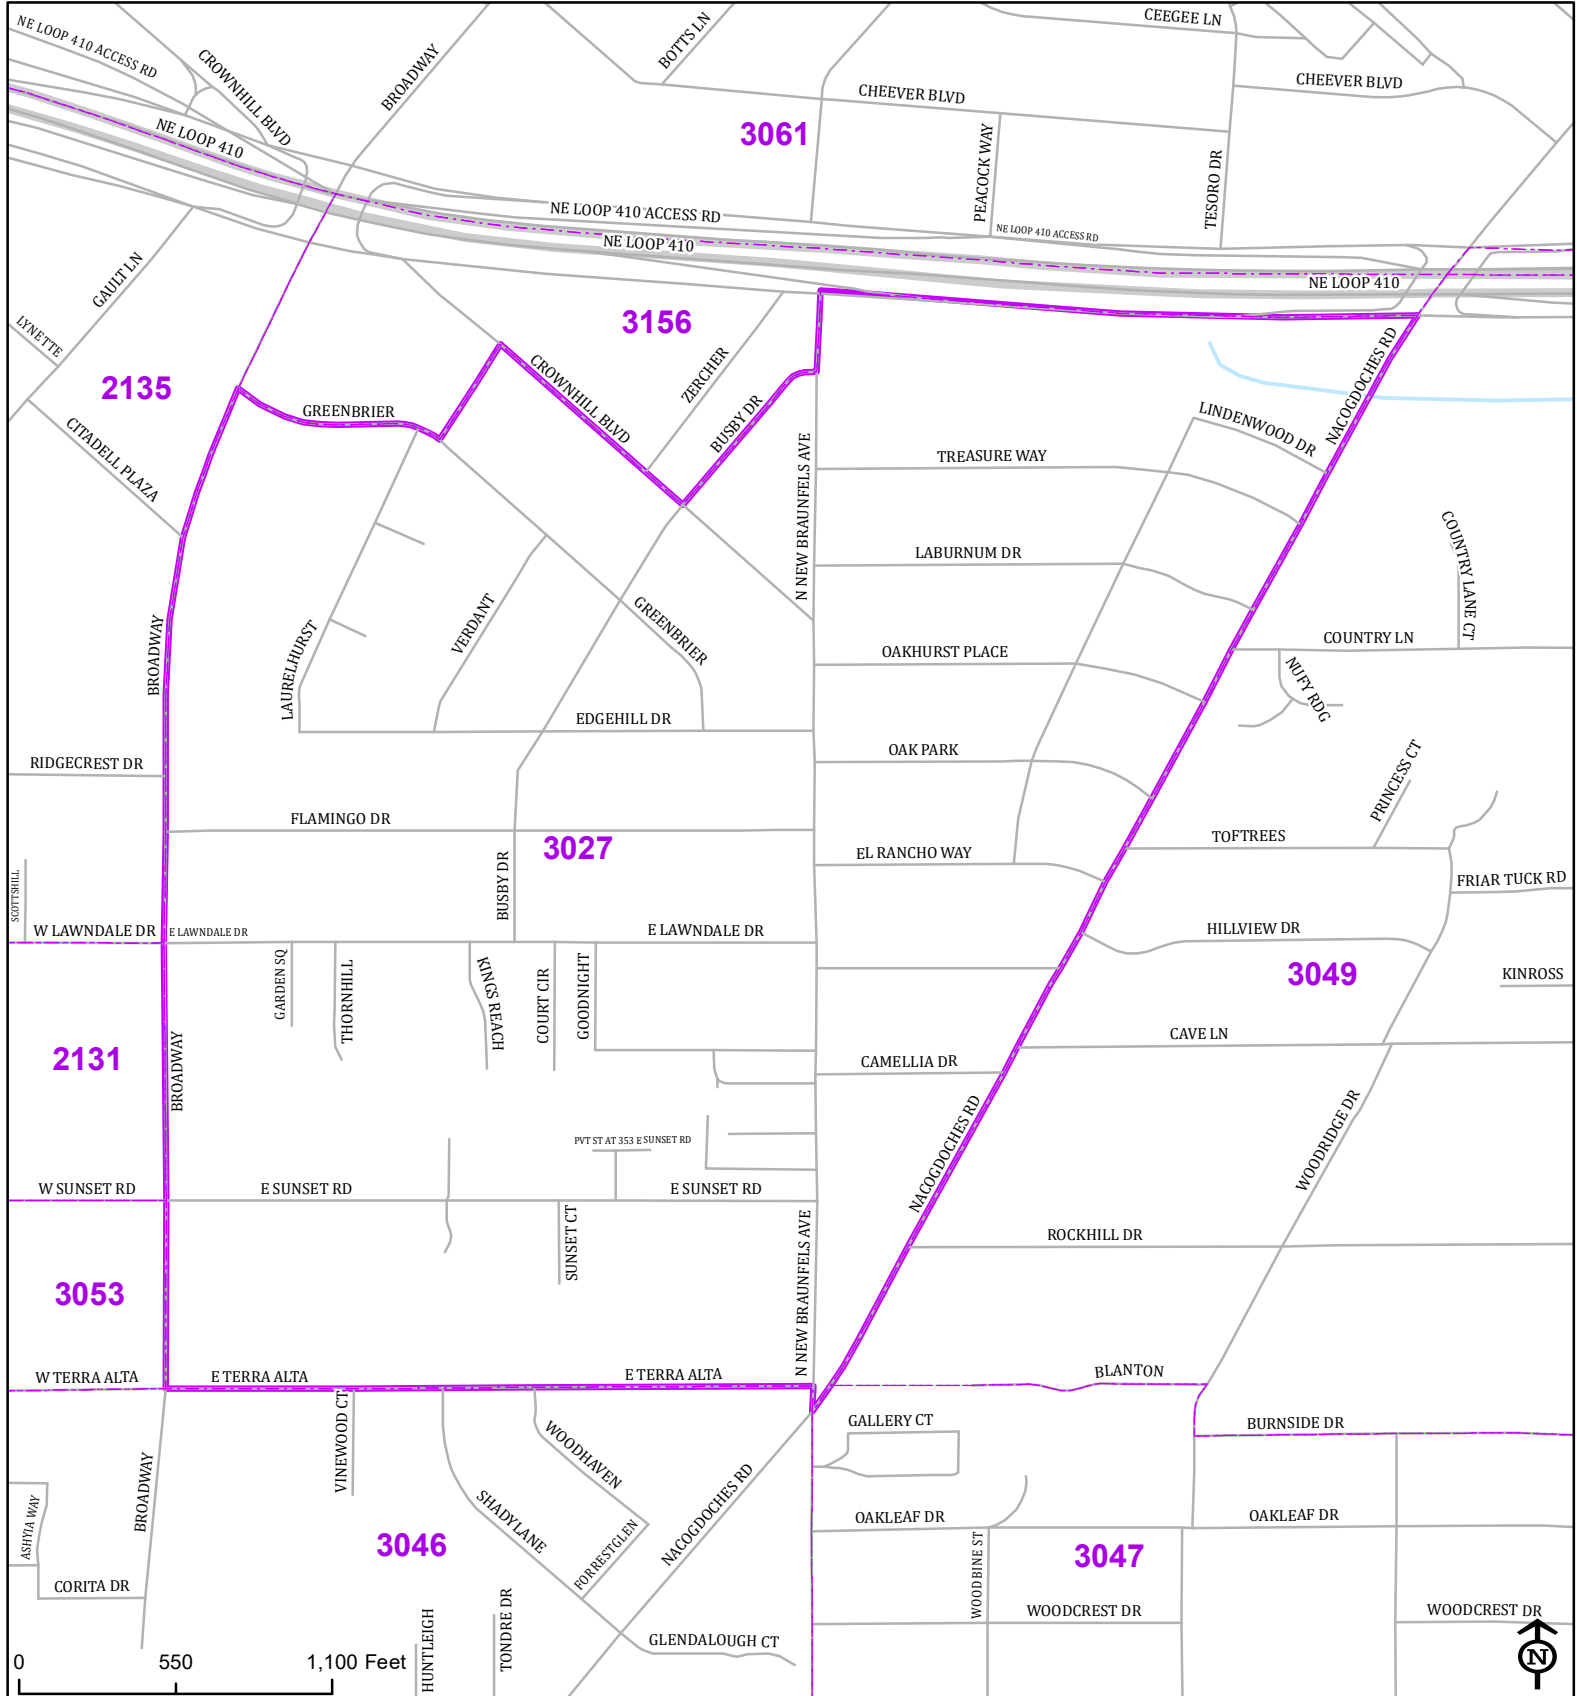 NE LOOP 410 ACCESS RD
CROWNHILL BLVD
BROADWAY
BOTTS LN
CEEGEE LN
CHEEVER BLVD
CHEEVER BLVD
NE LOOP 410
3061
PEACOCK WAY
TESORO DR
NE LOOP 410 ACCESS RD
NE LOOP 410 ACCESS RD
NE LOOP 410
NE LOOP 410
GAULT LN
LYNETTE
3156
2135
CROWNHILL BLVD
ZERCHER
BUSBY DR
NACOGDOCHES RD
GREENBRIER
CITADELL PLAZA
LINDENWOOD DR
TREASURE WAY
N NEW BRAUNFELS AVE
LABURNUM DR
COUNTRY LANE CT
BROADWAY
LAURELHURST
VERDANT
GREENBRIER
OAKHURST PLACE
COUNTRY LN
NUFY RDG
EDGEHILL DR
RIDGECREST DR
OAK PARK
PRINCESS CT
FLAMINGO DR
3027
EL RANCHO WAY
TOFTREES
FRIAR TUCK RD
SCOTTSHILL
BUSBY DR
W LAWNDALE DR
E LAWNDALE DR
E LAWNDALE DR
HILLVIEW DR
3049
KINROSS
GARDEN SQ
THORNHILL
KINGS REACH
COURT CIR
GOODNIGHT
2131
BROADWAY
CAMELLIA DR
CAVE LN
WOODRIDGE DR
NACOGDOCHES RD
PVT ST AT 353 E SUNSET RD
W SUNSET RD
E SUNSET RD
E SUNSET RD
SUNSET CT
N NEW BRAUNFELS AVE
ROCKHILL DR
3053
W TERRA ALTA
E TERRA ALTA
E TERRA ALTA
BLANTON
VINEWOOD CT
GALLERY CT
BURNSIDE DR
BROADWAY
WOODHAVEN
NACOGDOCHES RD
SHADYLANE
FORRESTGLEN
OAKLEAF DR
OAKLEAF DR
ASHYIA WAY
3046
3047
WOODBINE ST
CORITA DR
HUNTLEIGH
TONDRE DR
WOODCREST DR
WOODCREST DR
GLENDALOUGH CT
0 550 1,100 Feet
N